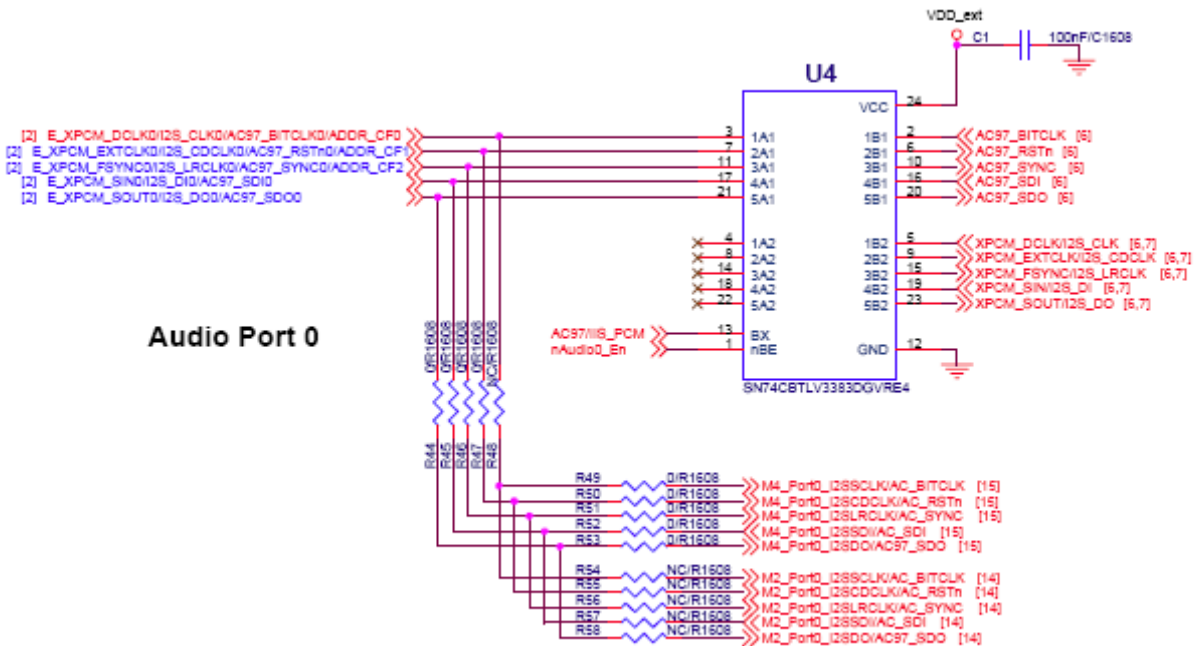 VDD_ext
C1 100nF/C1608
U4
VCC 24
[2] E_XPCM_DCLK0/I2S_CLK0/AC97_BITCLK0/ADDR_CF0 3 1A1 1B1 2 AC97_BITCLK [6]
[2] E_XPCM_EXTCLK0/I2S_CDCLK0/AC97_RSTn0/ADDR_CF1 7 2A1 2B1 6 AC97_RSTn [6]
[2] E_XPCM_FSYNC0/I2S_LRCLK0/AC97_SYNC0/ADDR_CF2 11 3A1 3B1 10 AC97_SYNC [6]
[2] E_XPCM_SIN0/I2S_DI0/AC97_SDI0 17 4A1 4B1 16 AC97_SDI [6]
[2] E_XPCM_SOUT0/I2S_DO0/AC97_SDO0 21 5A1 5B1 20 AC97_SDO [6]
4 1A2 1B2 5 XPCM_DCLK/I2S_CLK [6,7]
8 2A2 2B2 9 XPCM_EXTCLK/I2S_CDCLK [6,7]
14 3A2 3B2 15 XPCM_FSYNC/I2S_LRCLK [6,7]
18 4A2 4B2 19 XPCM_SIN/I2S_DI [6,7]
22 5A2 5B2 23 XPCM_SOUT/I2S_DO [6,7]
AC97/IIS_PCM 13 BX
nAudio0_En 1 nBE GND 12
SN74CBTLV3383DGVRE4
Audio Port 0
0/R1608
0/R1608
0/R1608
0/R1608
NC/R1608
R44
R45
R46
R47
R48
R49 0/R1608 M4_Port0_I2SSCLK/AC_BITCLK [15]
R50 0/R1608 M4_Port0_I2SCDCLK/AC_RSTn [15]
R51 0/R1608 M4_Port0_I2SLRCLK/AC_SYNC [15]
R52 0/R1608 M4_Port0_I2SSDI/AC_SDI [15]
R53 0/R1608 M4_Port0_I2SDO/AC97_SDO [15]
R54 NC/R1608 M2_Port0_I2SSCLK/AC_BITCLK [14]
R55 NC/R1608 M2_Port0_I2SCDCLK/AC_RSTn [14]
R56 NC/R1608 M2_Port0_I2SLRCLK/AC_SYNC [14]
R57 NC/R1608 M2_Port0_I2SSDI/AC_SDI [14]
R58 NC/R1608 M2_Port0_I2SDO/AC97_SDO [14]